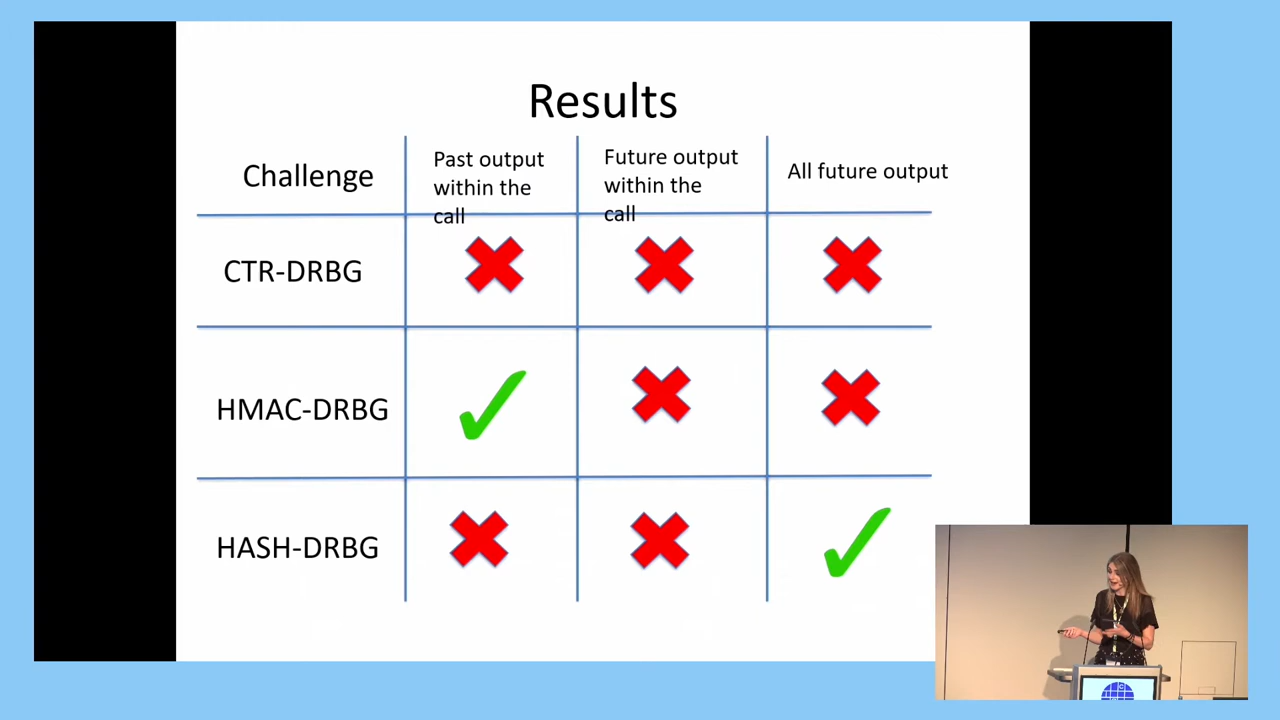 Results
Challenge
Past output
within the
call
Future output
within the
call
All future output
CTR-DRBG
HMAC-DRBG
HASH-DRBG